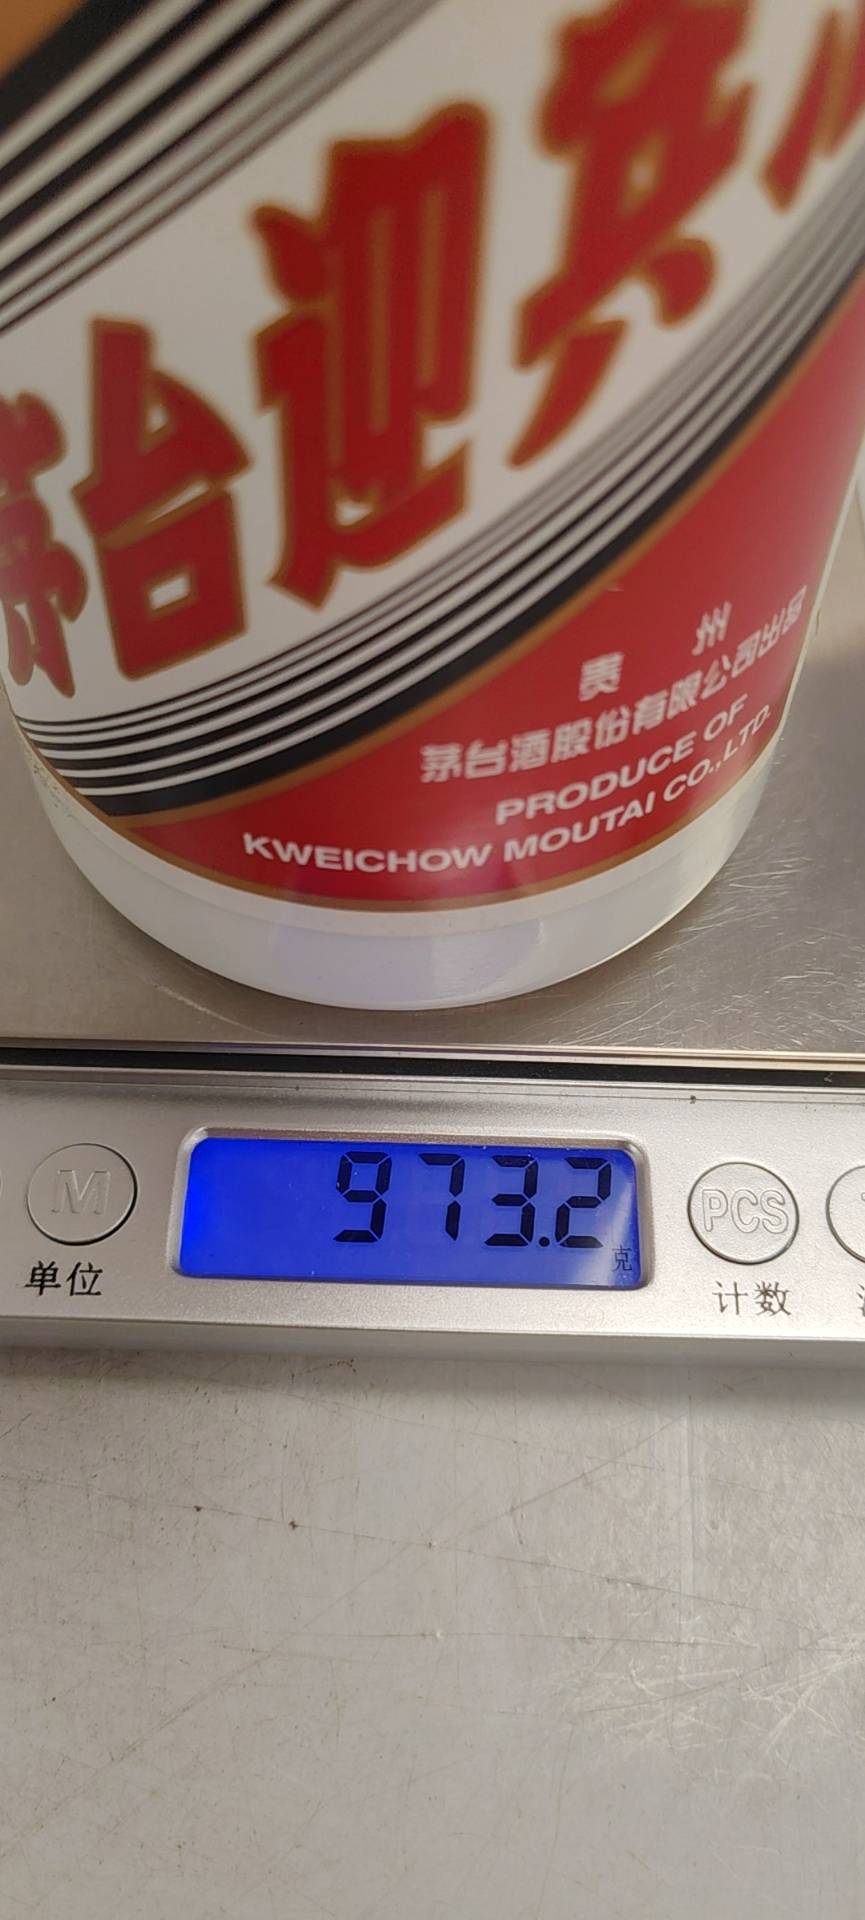 茅台迎宾
贵 州
茅台酒股份有限公司出品
PRODUCE OF
KWEICHOW MOUTAI CO.,LTD.
973.2
克
M
PCS
单位
计数